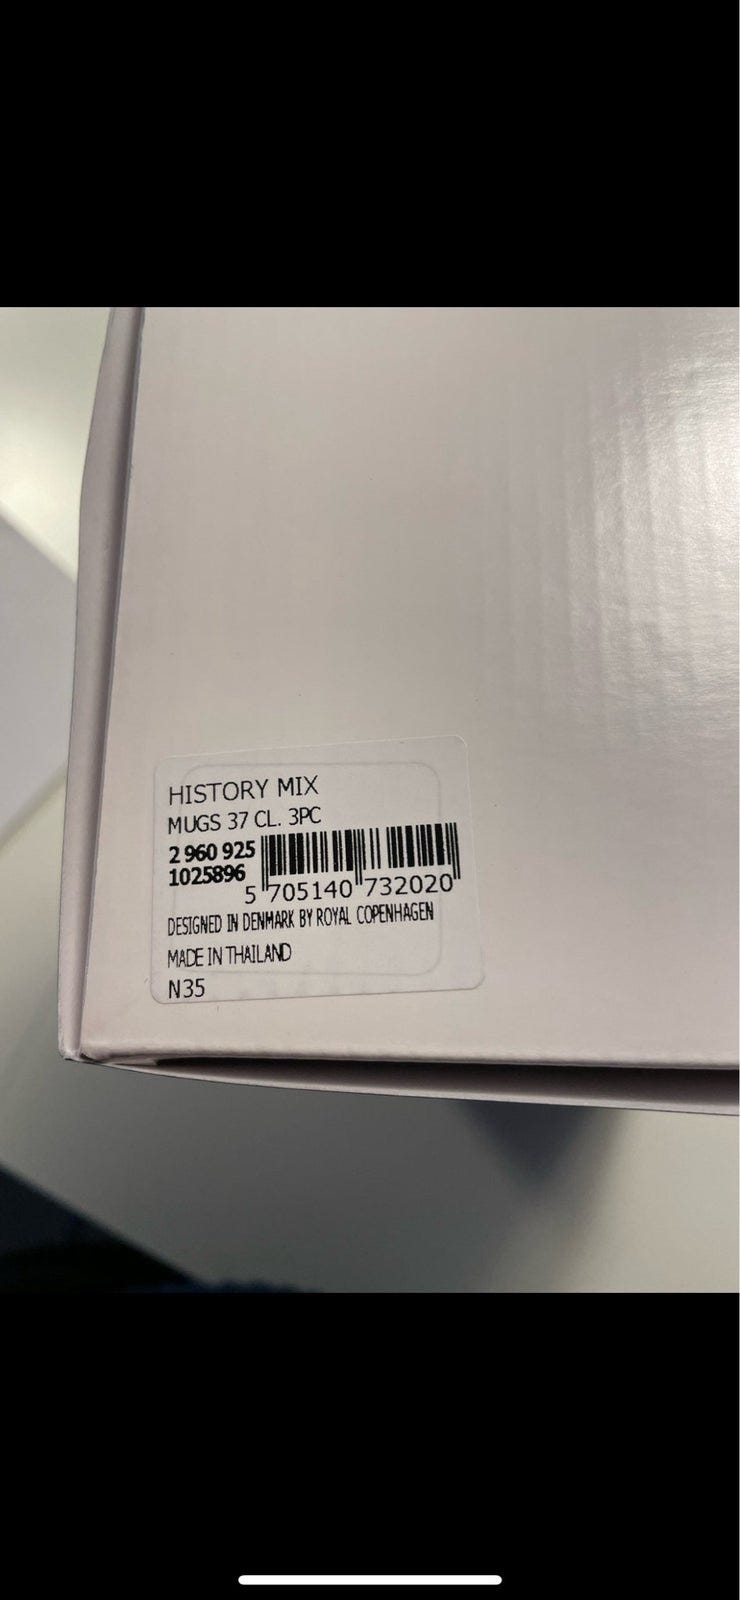 HISTORY MIX
MUGS 37 CL. 3PC
2 960 925
1025896
5 705140 732020
DESIGNED IN DENMARK BY ROYAL COPENHAGEN
MADE IN THAILAND
N35